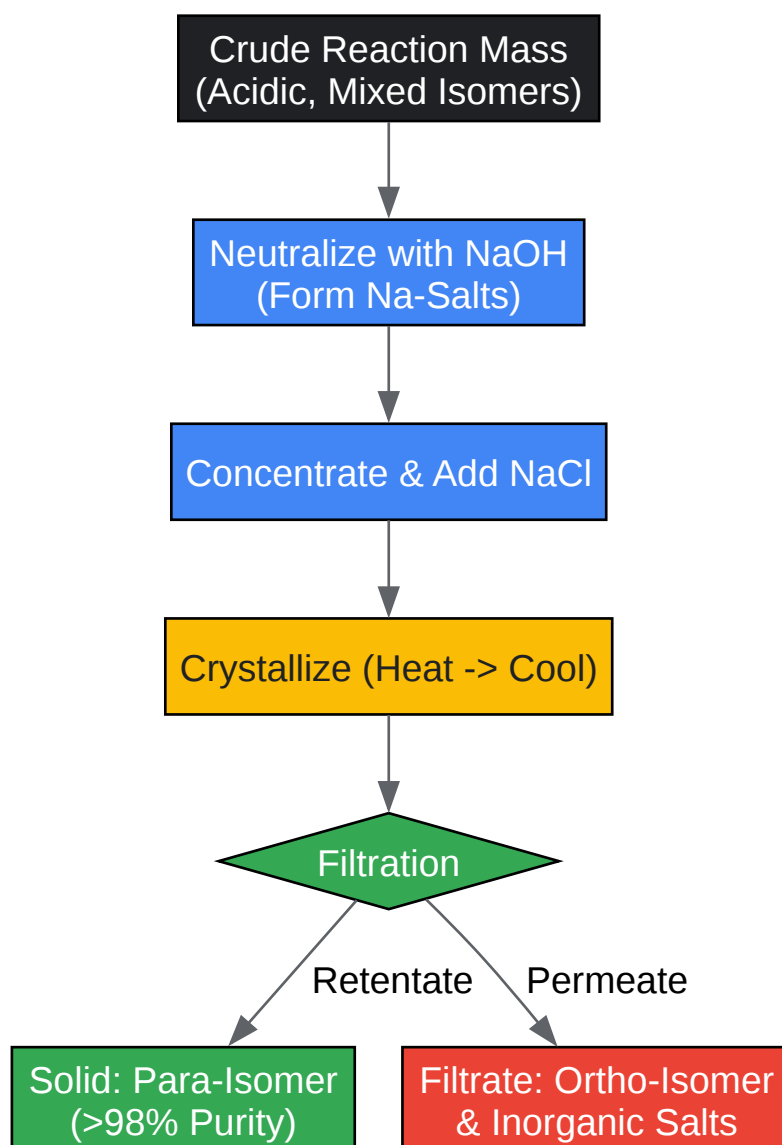 Crude Reaction Mass
(Acidic, Mixed Isomers)
Neutralize with NaOH
(Form Na-Salts)
Concentrate & Add NaCl
Crystallize (Heat -> Cool)
Filtration
Retentate
Permeate
Solid: Para-Isomer
(>98% Purity)
Filtrate: Ortho-Isomer
& Inorganic Salts